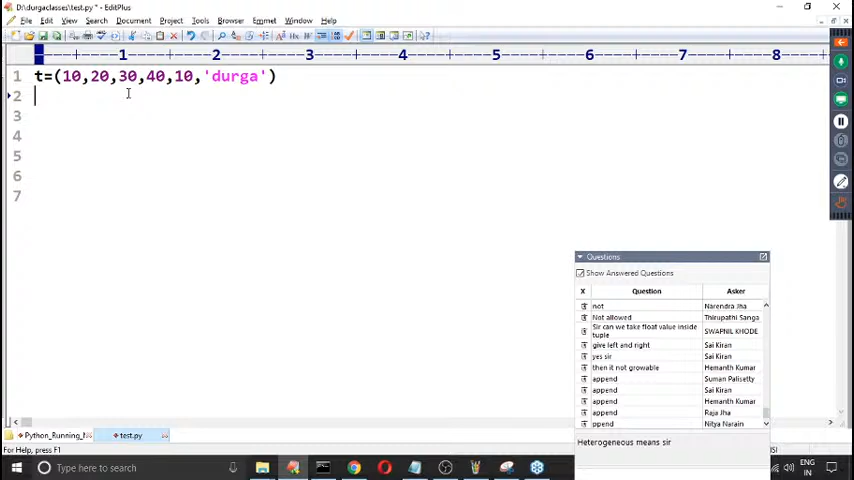 D:\durgaclasses\test.py * - EditPlus
File Edit View Search Document Project Tools Browser Emmet Window Help
1 2 3 4 5 6 7 8
1 t=(10,20,30,40,10,'durga')
2
3
4
5
6
7
Questions
Show Answered Questions
X Question Asker
not Narendra Jha
Not allowed Thirupathi Sanga
Sir can we take float value inside tuple SWAPNIL KHODE
give left and right Sai Kiran
yes sir Sai Kiran
then it not growable Hemanth Kumar
append Suman Palisetty
append Sai Kiran
append Hemanth Kumar
append Raja Jha
ppend Nitya Narain
Heterogeneous means sir
Python_Running_N test.py
For Help, press F1
Type here to search
ENG
IN